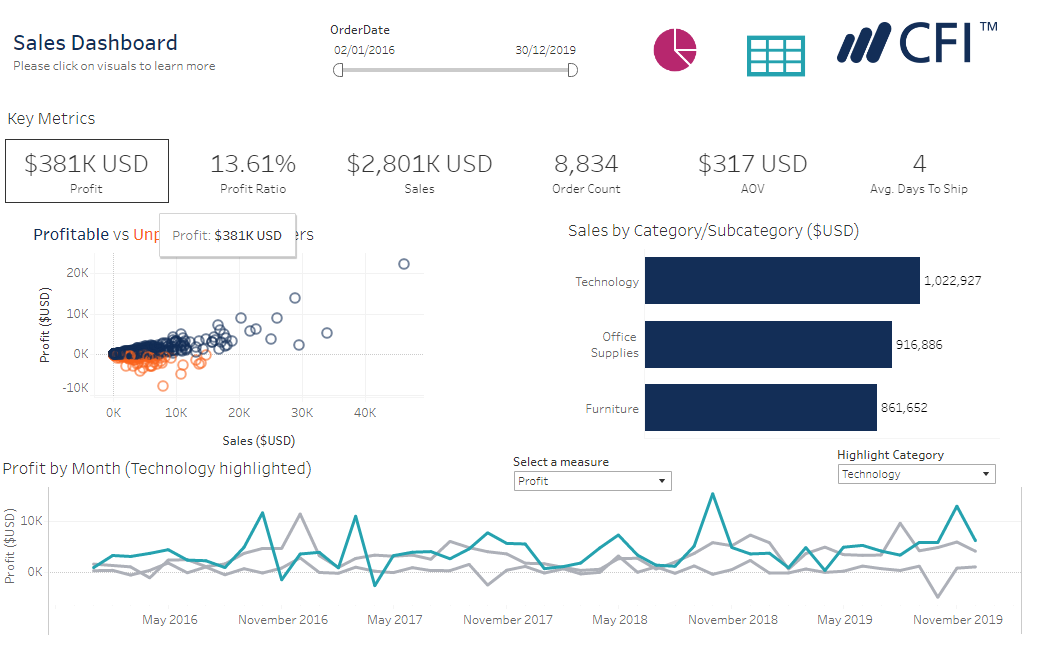 Sales Dashboard
Please click on visuals to learn more
OrderDate
02/01/2016
30/12/2019
CFI™
Key Metrics
$381K USD
Profit
13.61%
Profit Ratio
$2,801K USD
Sales
8,834
Order Count
$317 USD
AOV
4
Avg. Days To Ship
Profitable vs Unp
ers
Profit: $381K USD
Profit ($USD)
20K
10K
0K
-10K
0K
10K
20K
30K
40K
Sales ($USD)
Sales by Category/Subcategory ($USD)
Technology
1,022,927
Office
Supplies
916,886
Furniture
861,652
Profit by Month (Technology highlighted)
Select a measure
Profit
Highlight Category
Technology
Profit ($USD)
10K
0K
May 2016
November 2016
May 2017
November 2017
May 2018
November 2018
May 2019
November 2019